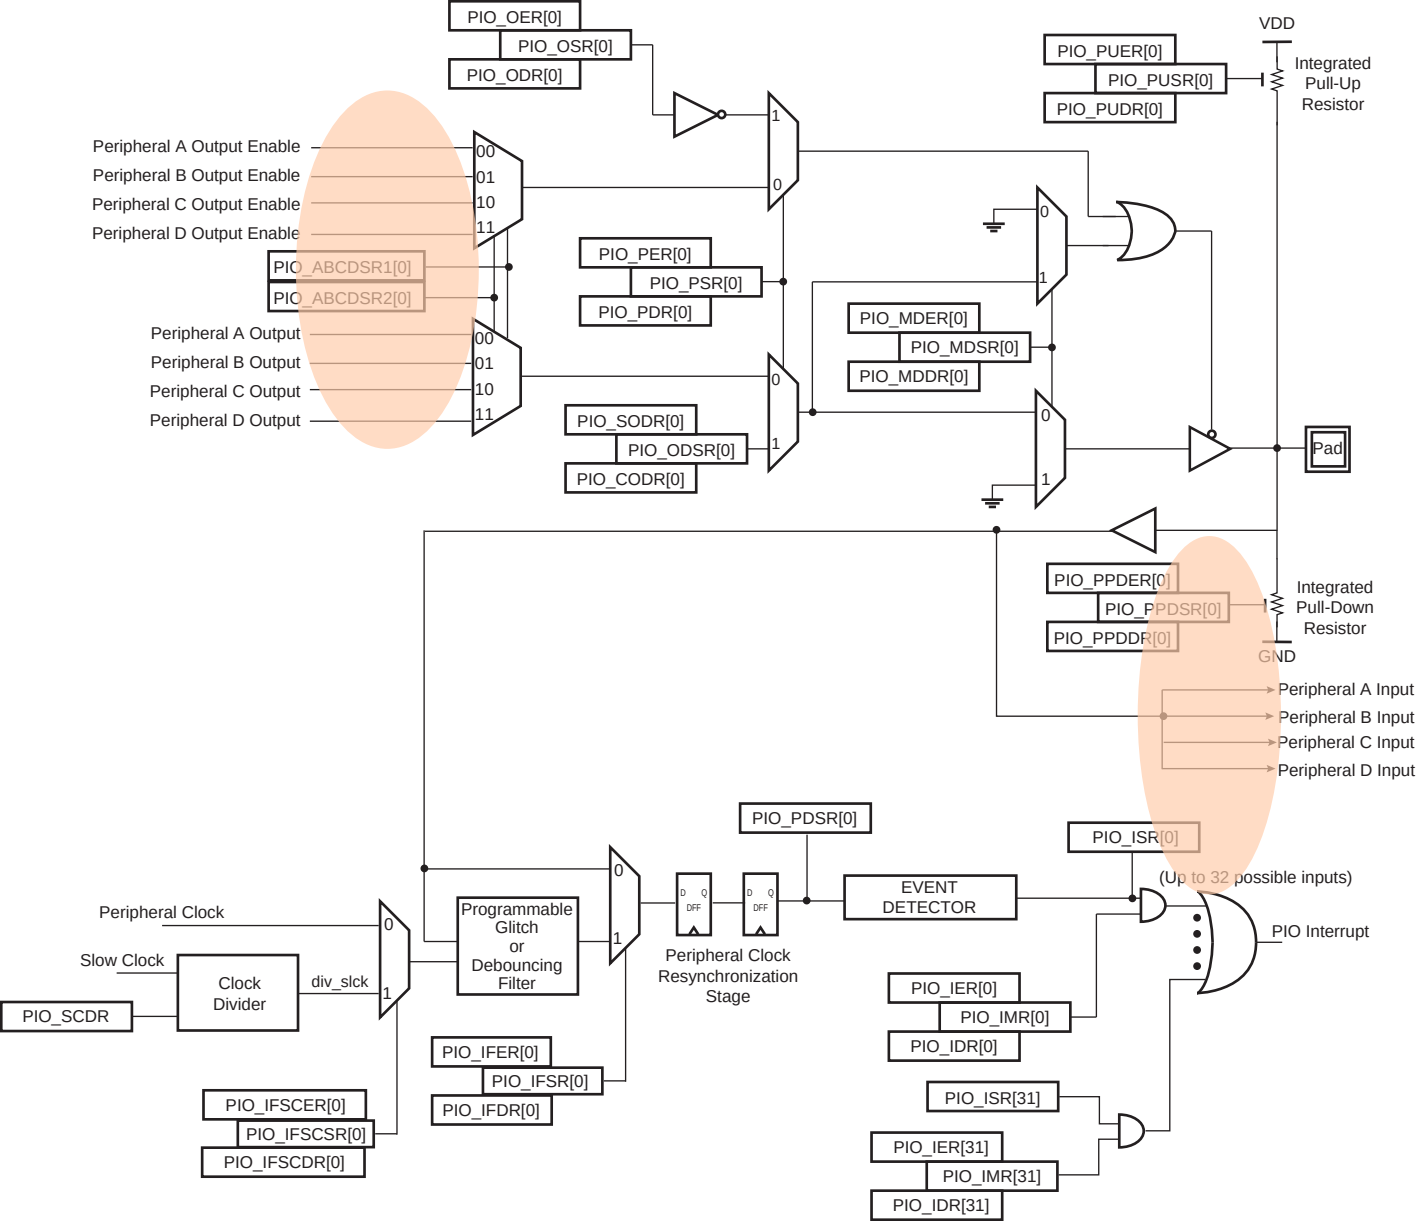 PIO_OER[0]
PIO_OSR[0]
PIO_ODR[0]
VDD
PIO_PUER[0]
PIO_PUSR[0]
PIO_PUDR[0]
Integrated
Pull-Up
Resistor
1
0
Peripheral A Output Enable
Peripheral B Output Enable
Peripheral C Output Enable
Peripheral D Output Enable
00
01
10
11
PIO_ABCDSR1[0]
PIO_ABCDSR2[0]
PIO_PER[0]
PIO_PSR[0]
PIO_PDR[0]
0
1
PIO_MDER[0]
PIO_MDSR[0]
PIO_MDDR[0]
Peripheral A Output
Peripheral B Output
Peripheral C Output
Peripheral D Output
00
01
10
11
0
1
PIO_SODR[0]
PIO_ODSR[0]
PIO_CODR[0]
0
1
Pad
PIO_PPDER[0]
PIO_PPDSR[0]
PIO_PPDDR[0]
Integrated
Pull-Down
Resistor
GND
Peripheral A Input
Peripheral B Input
Peripheral C Input
Peripheral D Input
PIO_PDSR[0]
PIO_ISR[0]
(Up to 32 possible inputs)
0
1
D Q
DFF
D Q
DFF
EVENT
DETECTOR
Peripheral Clock
Resynchronization
Stage
PIO Interrupt
Programmable
Glitch
or
Debouncing
Filter
Peripheral Clock
0
1
Slow Clock
Clock
Divider
div_slck
PIO_SCDR
PIO_IER[0]
PIO_IMR[0]
PIO_IDR[0]
PIO_IFER[0]
PIO_IFSR[0]
PIO_IFDR[0]
PIO_IFSCER[0]
PIO_IFSCSR[0]
PIO_IFSCDR[0]
PIO_ISR[31]
PIO_IER[31]
PIO_IMR[31]
PIO_IDR[31]